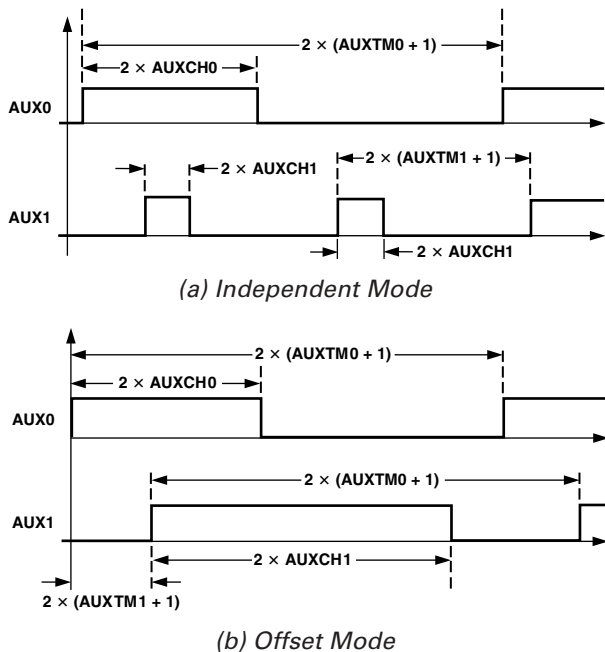 2 × (AUXTM0 + 1)
2 × AUXCH0
AUX0
2 × (AUXTM1 + 1)
2 × AUXCH1
AUX1
2 × AUXCH1
(a) Independent Mode
2 × (AUXTM0 + 1)
2 × AUXCH0
AUX0
2 × (AUXTM0 + 1)
AUX1
2 × AUXCH1
2 × (AUXTM1 + 1)
(b) Offset Mode